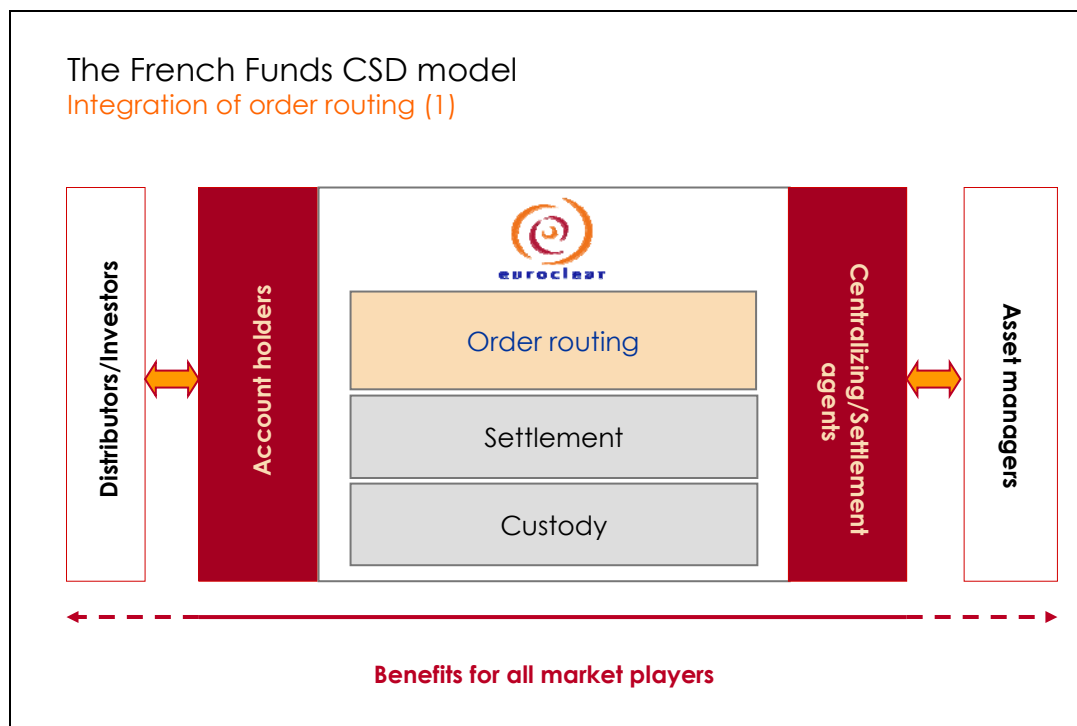 The French Funds CSD model
Integration of order routing (1)
Distributors/Investors
Account holders
euroclear
Order routing
Settlement
Custody
Centralizing/Settlement
agents
Asset managers
Benefits for all market players